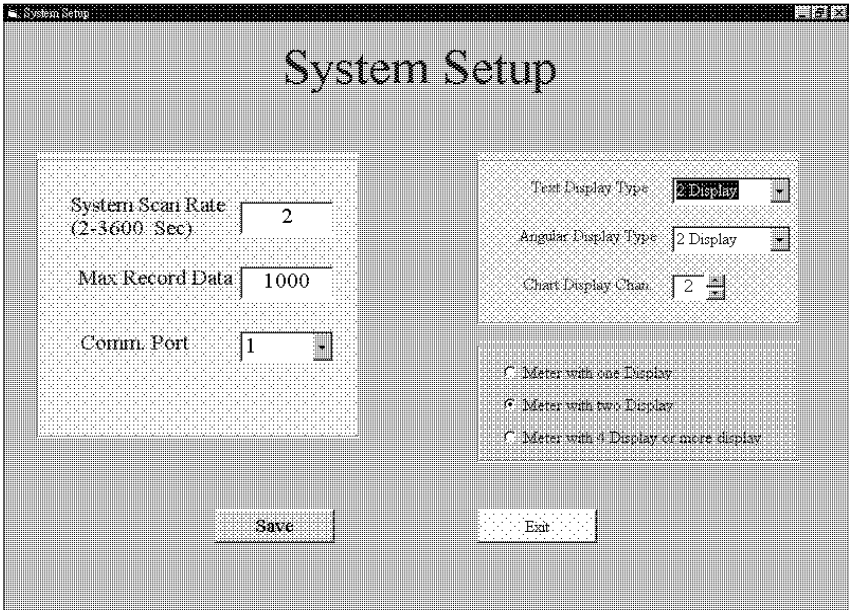 System Setup
System Setup
System Scan Rate
(2-3600 Sec)
2
Max Record Data
1000
Comm. Port
1
Text Display Type
2 Display
Angular Display Type
2 Display
Chart Display Chan.
2
Meter with one Display
Meter with two Display
Meter with 4 Display or more display
Save
Exit